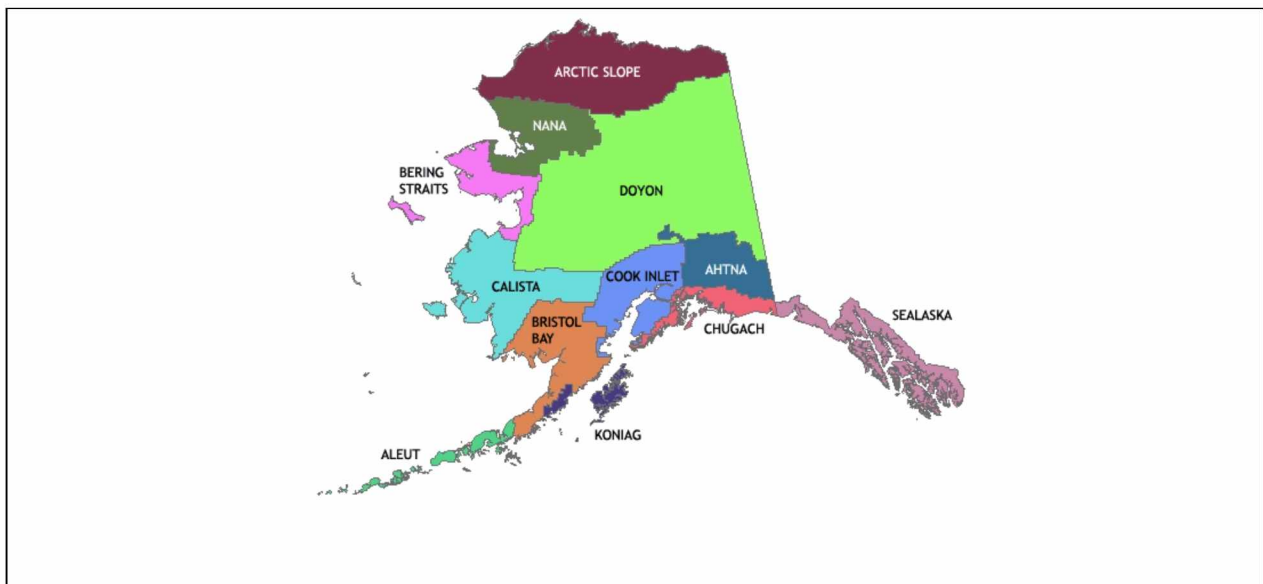 ARCTIC SLOPE
NANA
BERING
STRAITS
DOYON
COOK INLET
AHTNA
CALISTA
SEALASKA
BRISTOL
BAY
CHUGACH
KONIAG
ALEUT